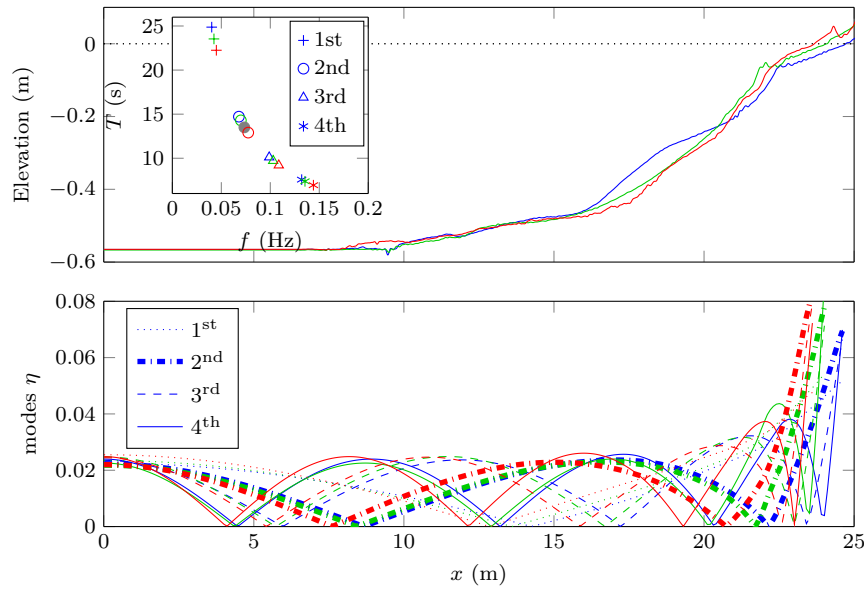 0
−0.2
−0.4
−0.6
Elevation (m)
25
20
15
10
T (s)
0
0.05
0.1
0.15
0.2
f (Hz)
1st
2nd
3rd
4th
0.08
0.06
0.04
0.02
0
modes η
1st
2nd
3rd
4th
0
5
10
15
20
25
x (m)